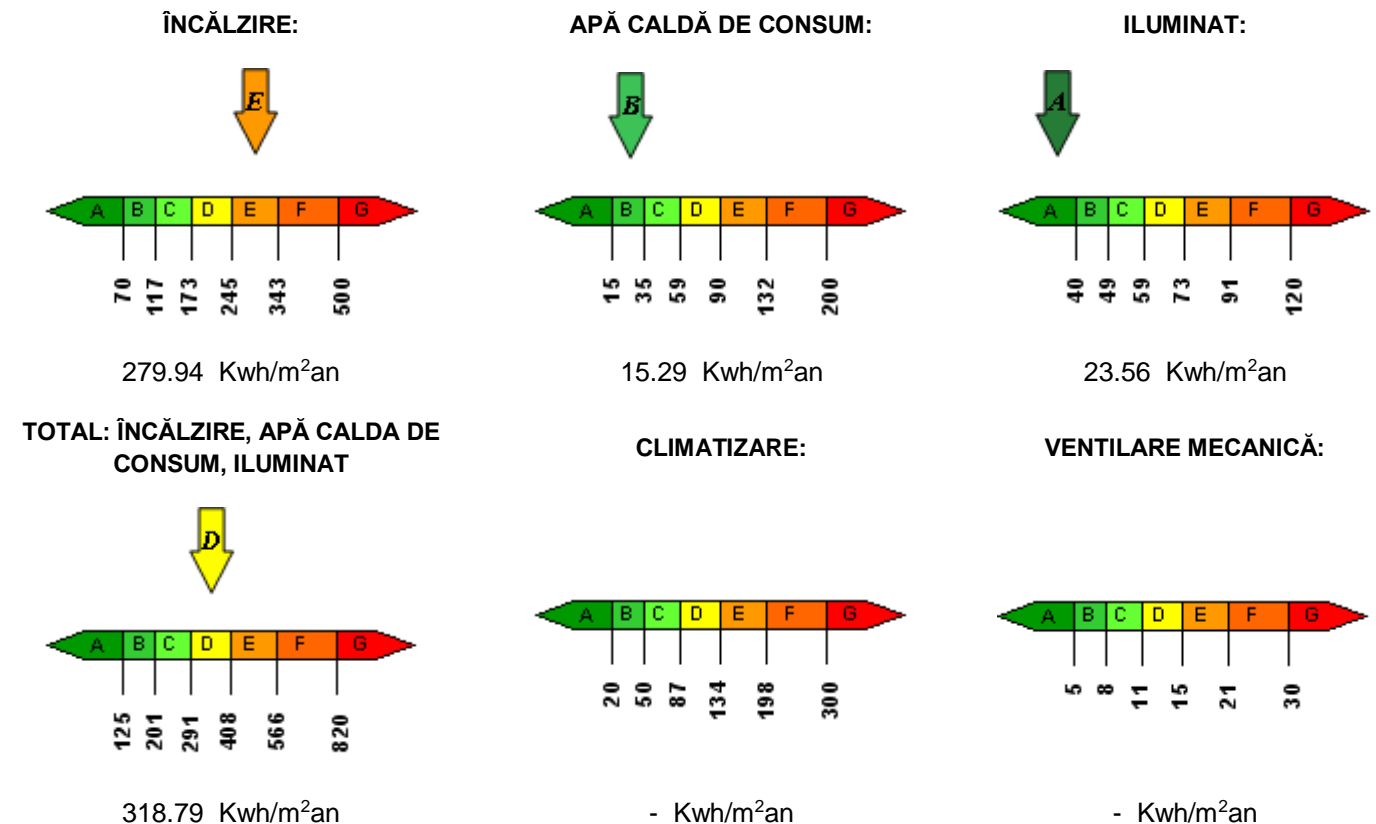 ÎNCĂLZIRE:
E
A B C D E F G
70 117 173 245 343 500
279.94 Kwh/m²an
APĂ CALDĂ DE CONSUM:
B
A B C D E F G
15 35 59 90 132 200
15.29 Kwh/m²an
ILUMINAT:
A
A B C D E F G
40 49 59 73 91 120
23.56 Kwh/m²an
TOTAL: ÎNCĂLZIRE, APĂ CALDA DE
CONSUM, ILUMINAT
D
A B C D E F G
125 201 291 408 566 820
318.79 Kwh/m²an
CLIMATIZARE:
A B C D E F G
20 50 87 134 198 300
- Kwh/m²an
VENTILARE MECANICĂ:
A B C D E F G
5 8 11 15 21 30
- Kwh/m²an